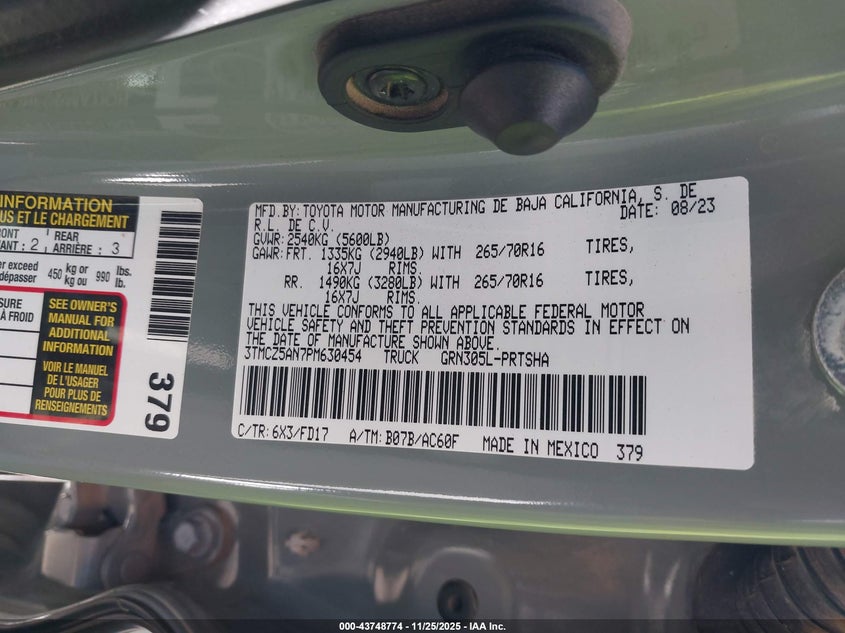 INFORMATION
US ET LE CHARGEMENT
2 REAR 3
ARRIÈRE :
er exceed 450 kg or 990 lbs.
dépasser kg ou lb.
À FROID
SEE OWNER'S
MANUAL FOR
ADDITIONAL
INFORMATION
VOIR LE MANUEL
DE L'USAGER
POUR PLUS DE
RENSEIGNEMENTS
379
MFD.BY: TOYOTA MOTOR MANUFACTURING DE BAJA CALIFORNIA, S. DE
R.L. DE C.V. DATE: 08/23
GVWR: 2540KG (5600LB)
GAWR: FRT. 1335KG (2940LB) WITH 265/70R16 TIRES,
16X7J RIMS.
RR. 1490KG (3280LB) WITH 265/70R16 TIRES,
16X7J RIMS.
THIS VEHICLE CONFORMS TO ALL APPLICABLE FEDERAL MOTOR
VEHICLE SAFETY AND THEFT PREVENTION STANDARDS IN EFFECT ON
THE DATE OF MANUFACTURE SHOWN ABOVE.
3TMCZ5AN7PM630454 TRUCK GRN305L-PRTSHA
C/TR: 6X3/FD17 A/TM: B07B/AC60F MADE IN MEXICO 379
000-43748774 — 11/25/2025 — IAA Inc.